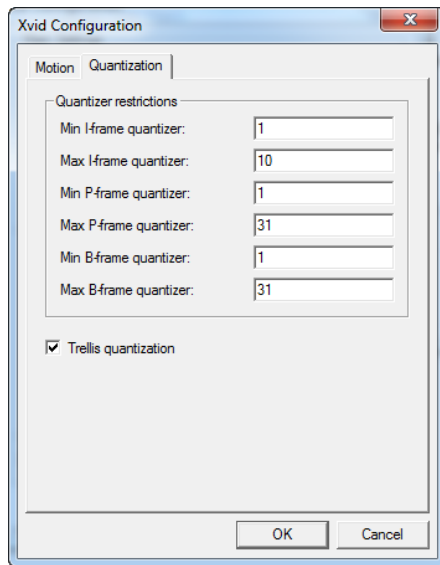 Xvid Configuration
Motion Quantization
Quantizer restrictions
Min I-frame quantizer: 1
Max I-frame quantizer: 10
Min P-frame quantizer: 1
Max P-frame quantizer: 31
Min B-frame quantizer: 1
Max B-frame quantizer: 31
Trellis quantization
OK Cancel